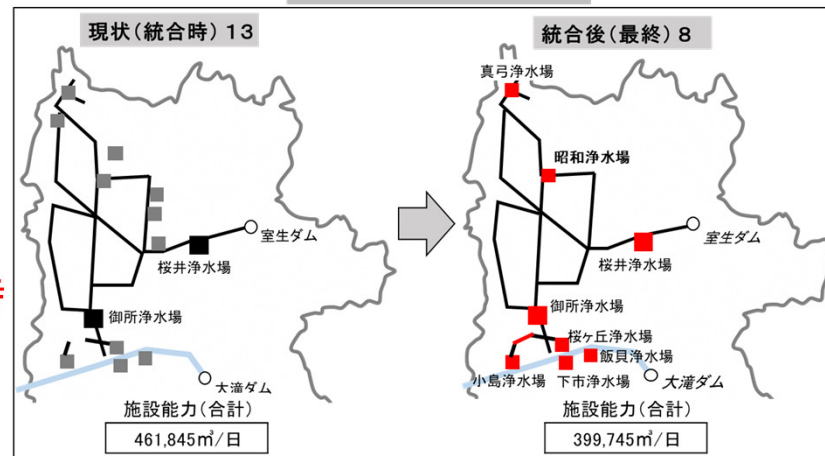 現状(統合時)13
室生ダム
桜井浄水場
御所浄水場
大滝ダム
施設能力(合計)
461,845㎥/日
統合後(最終)8
真弓浄水場
昭和浄水場
室生ダム
桜井浄水場
御所浄水場
桜ヶ丘浄水場
飯貝浄水場
小島浄水場
下市浄水場
大滝ダム
施設能力(合計)
399,745㎥/日